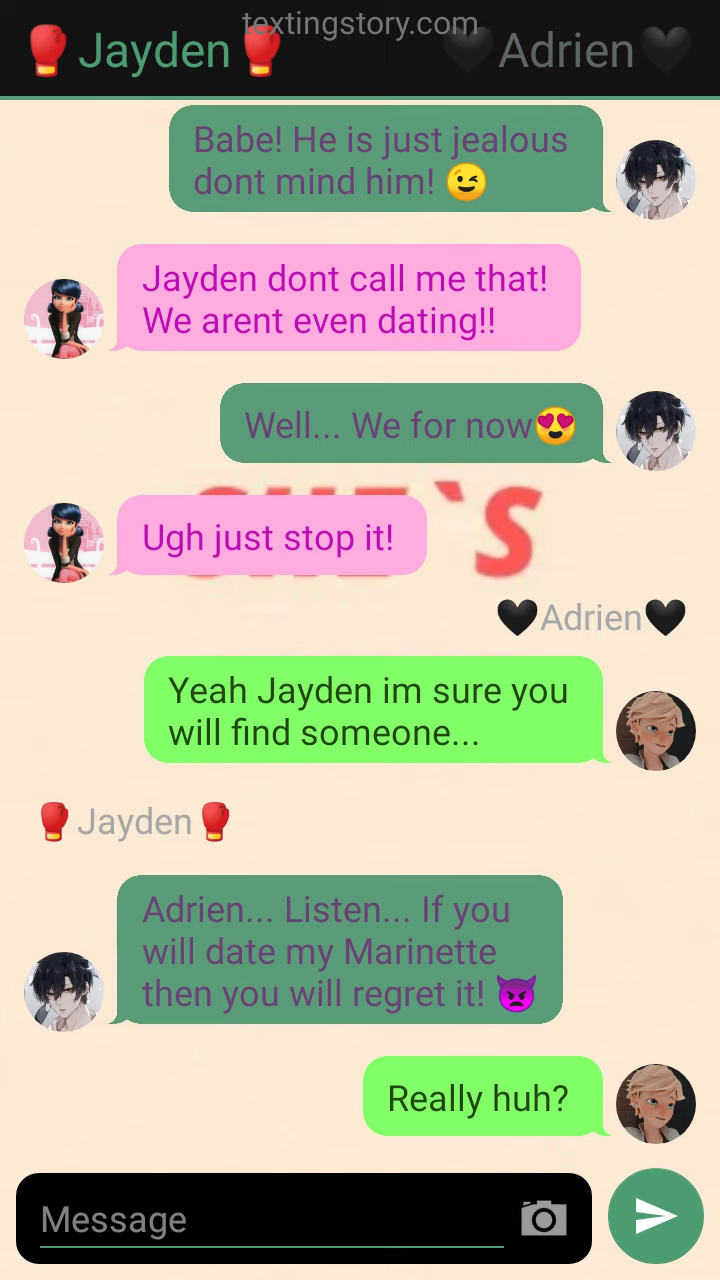 textingstory.com
🥊Jayden🥊
🖤Adrien🖤
Babe! He is just jealous
dont mind him! 😉
Jayden dont call me that!
We arent even dating!!
Well... We for now😍
Ugh just stop it!
`S
🖤Adrien🖤
Yeah Jayden im sure you
will find someone...
🥊Jayden🥊
Adrien... Listen... If you
will date my Marinette
then you will regret it! 👿
Really huh?
Message